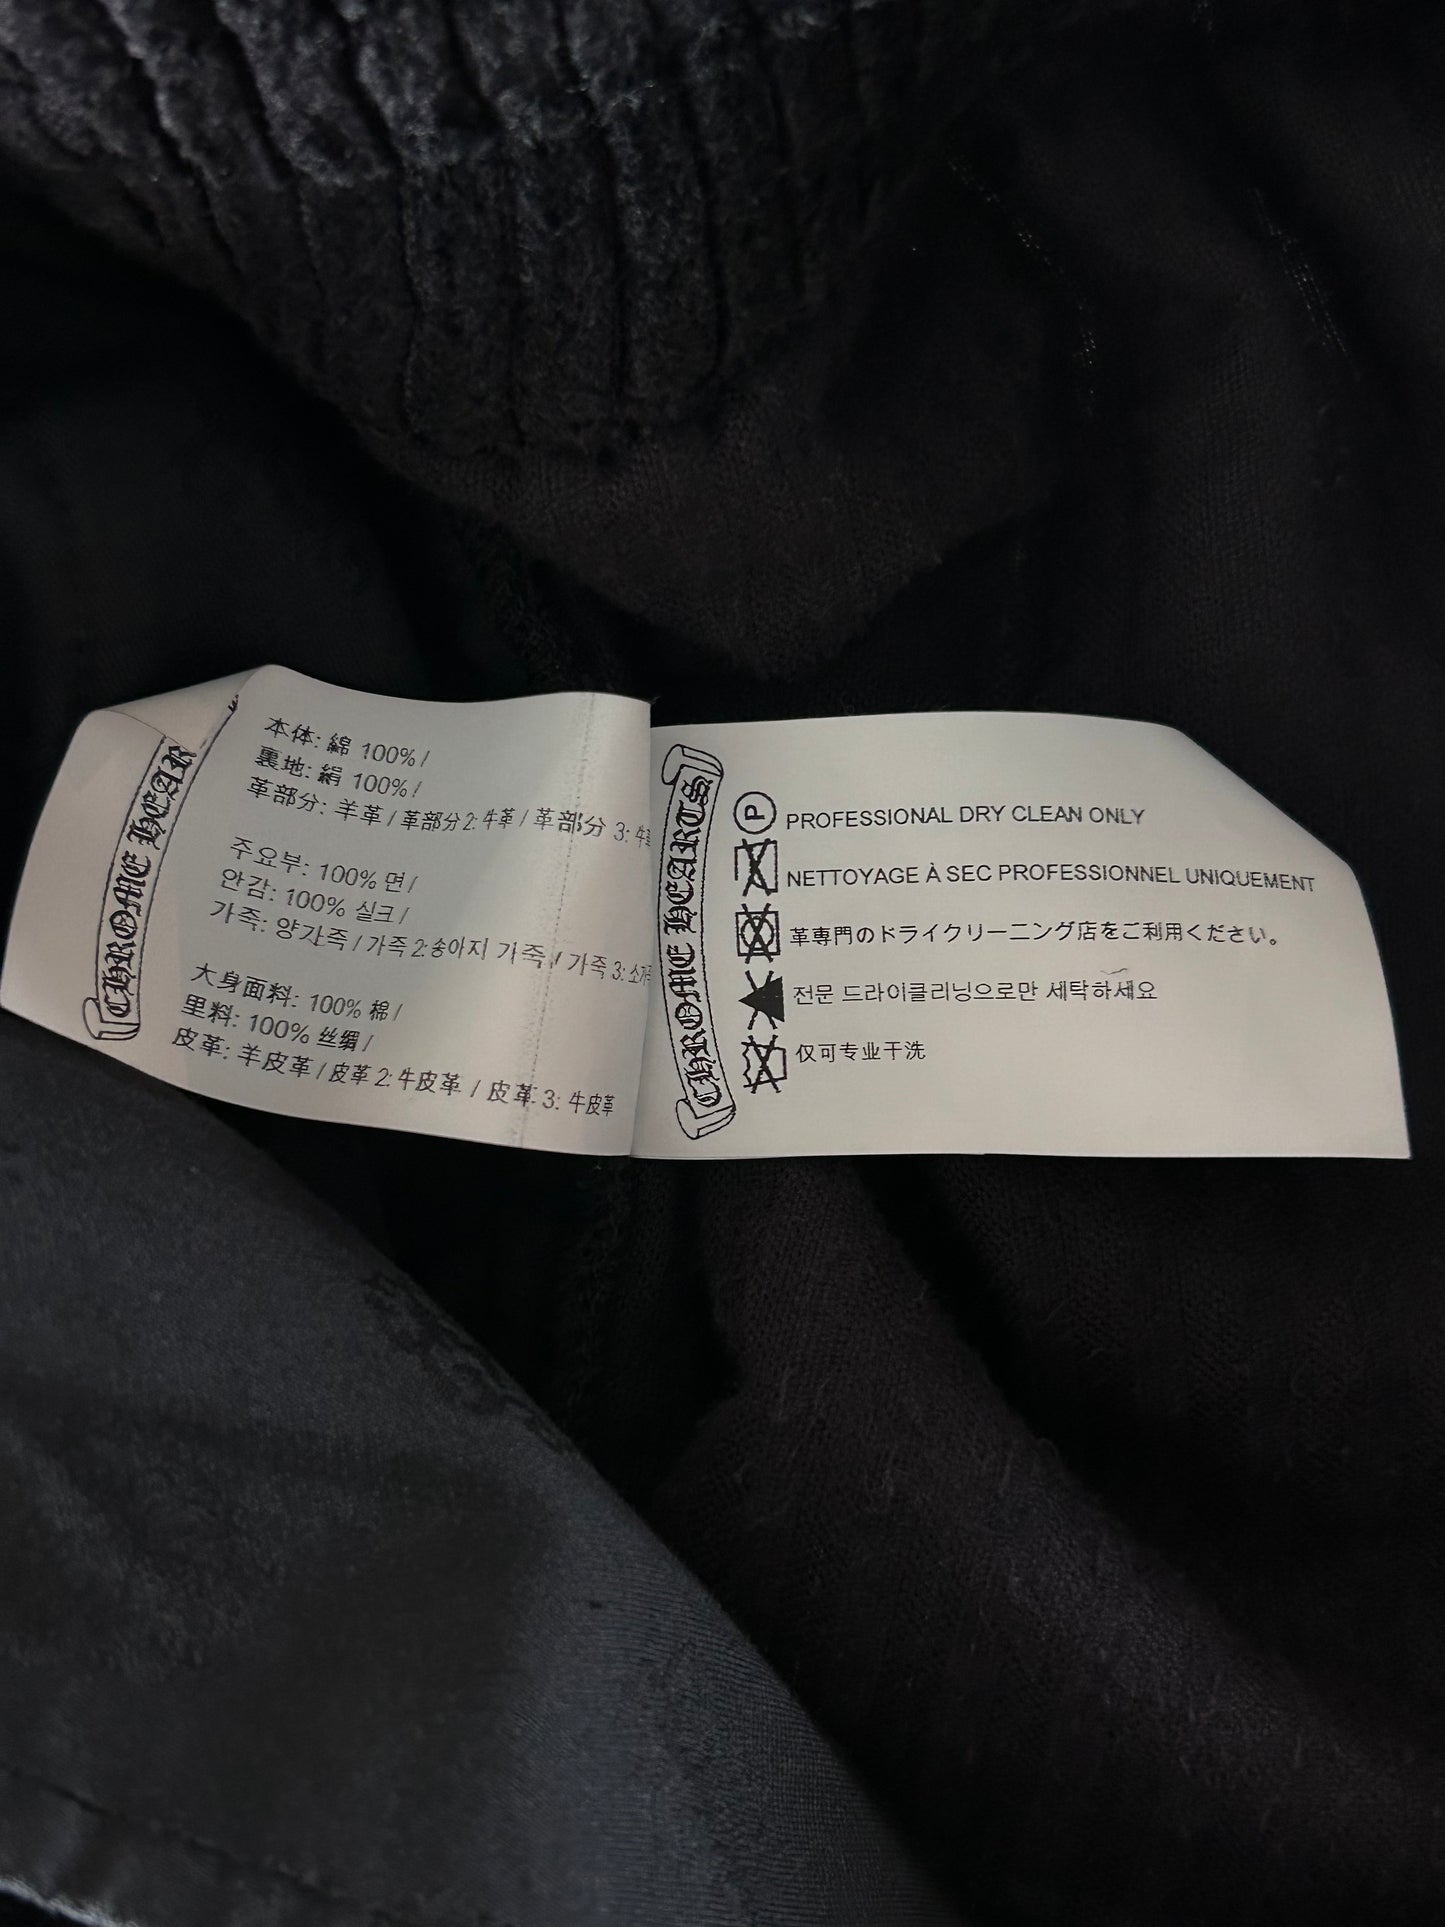 CHROME HEAR
本体: 綿 100% /
裏地: 絹 100% /
革部分: 羊革 / 革部分 2: 牛革 / 革部分 3: 牛
주요부: 100% 면 /
안감: 100% 실크 /
가죽: 양가죽 / 가죽 2: 송아지 가죽 / 가죽 3: 소가
大身面料: 100% 棉 /
里料: 100% 丝绸 /
皮革: 羊皮革 / 皮革 2: 牛皮革 / 皮革 3: 牛皮革
CHROME HEARTS
P PROFESSIONAL DRY CLEAN ONLY
NETTOYAGE À SEC PROFESSIONNEL UNIQUEMENT
革専門のドライクリーニング店をご利用ください。
전문 드라이클리닝으로만 세탁하세요
仅可专业干洗